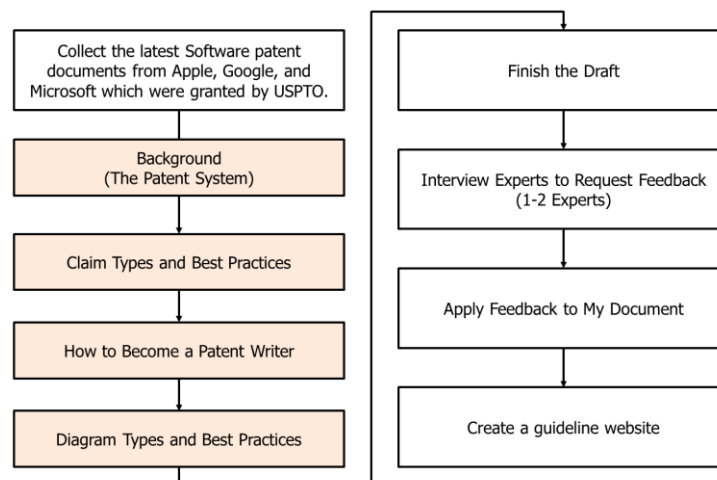 Collect the latest Software patent
documents from Apple, Google, and
Microsoft which were granted by USPTO.
Background
(The Patent System)
Claim Types and Best Practices
How to Become a Patent Writer
Diagram Types and Best Practices
Finish the Draft
Interview Experts to Request Feedback
(1-2 Experts)
Apply Feedback to My Document
Create a guideline website